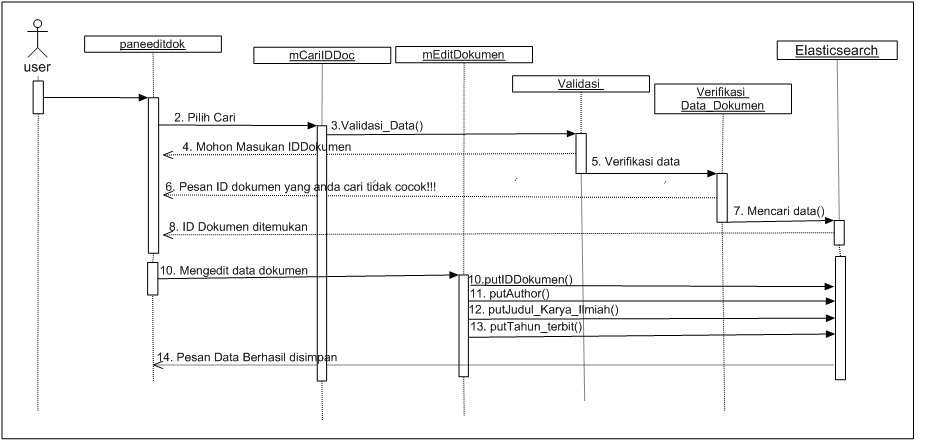 user
paneeditdok
mCariIDDoc
mEditDokumen
Validasi
Verifikasi
Data_Dokumen
Elasticsearch
2. Pilih Cari
3.Validasi_Data()
4. Mohon Masukan IDDokumen
5. Verifikasi data
6. Pesan ID dokumen yang anda cari tidak cocok!!!
7. Mencari data()
8. ID Dokumen ditemukan
10. Mengedit data dokumen
10.putIDDokumen()
11. putAuthor()
12. putJudul_Karya_Ilmiah()
13. putTahun_terbit()
14. Pesan Data Berhasil disimpan